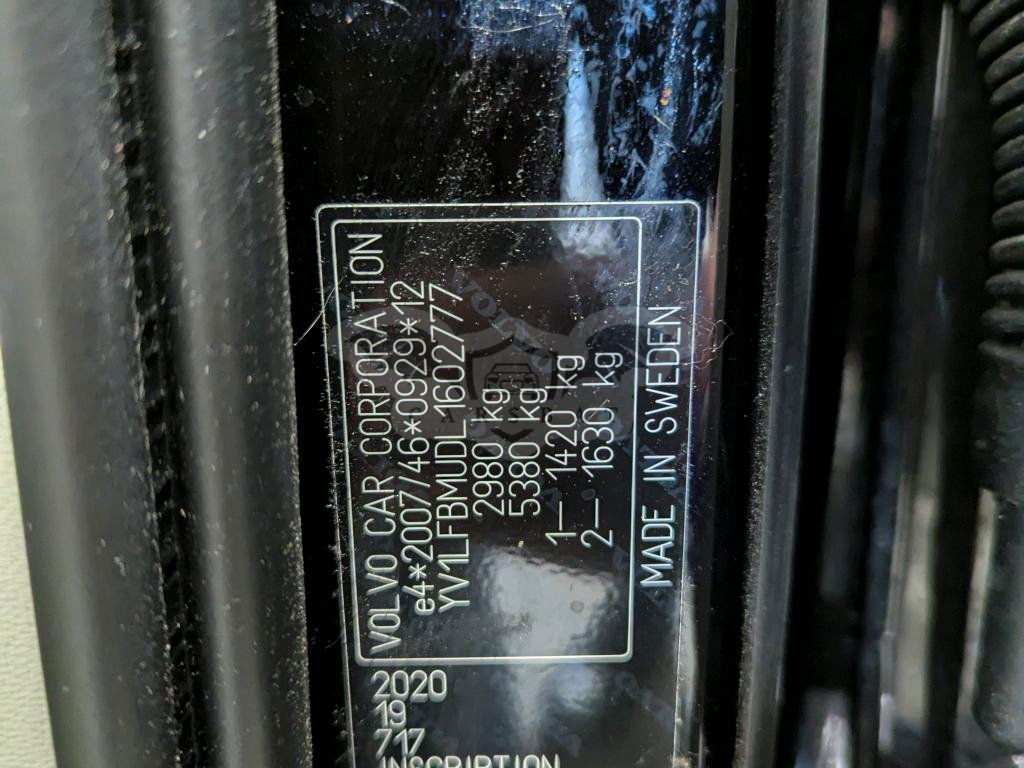 VOLVO CAR CORPORATION
e4*2007/46*0929*12
YV1LFBMUDL1602777
2980 kg
5380 kg
1— 1420 kg
2— 1630 kg
MADE IN SWEDEN
2020
19
717
INSCRIPTION